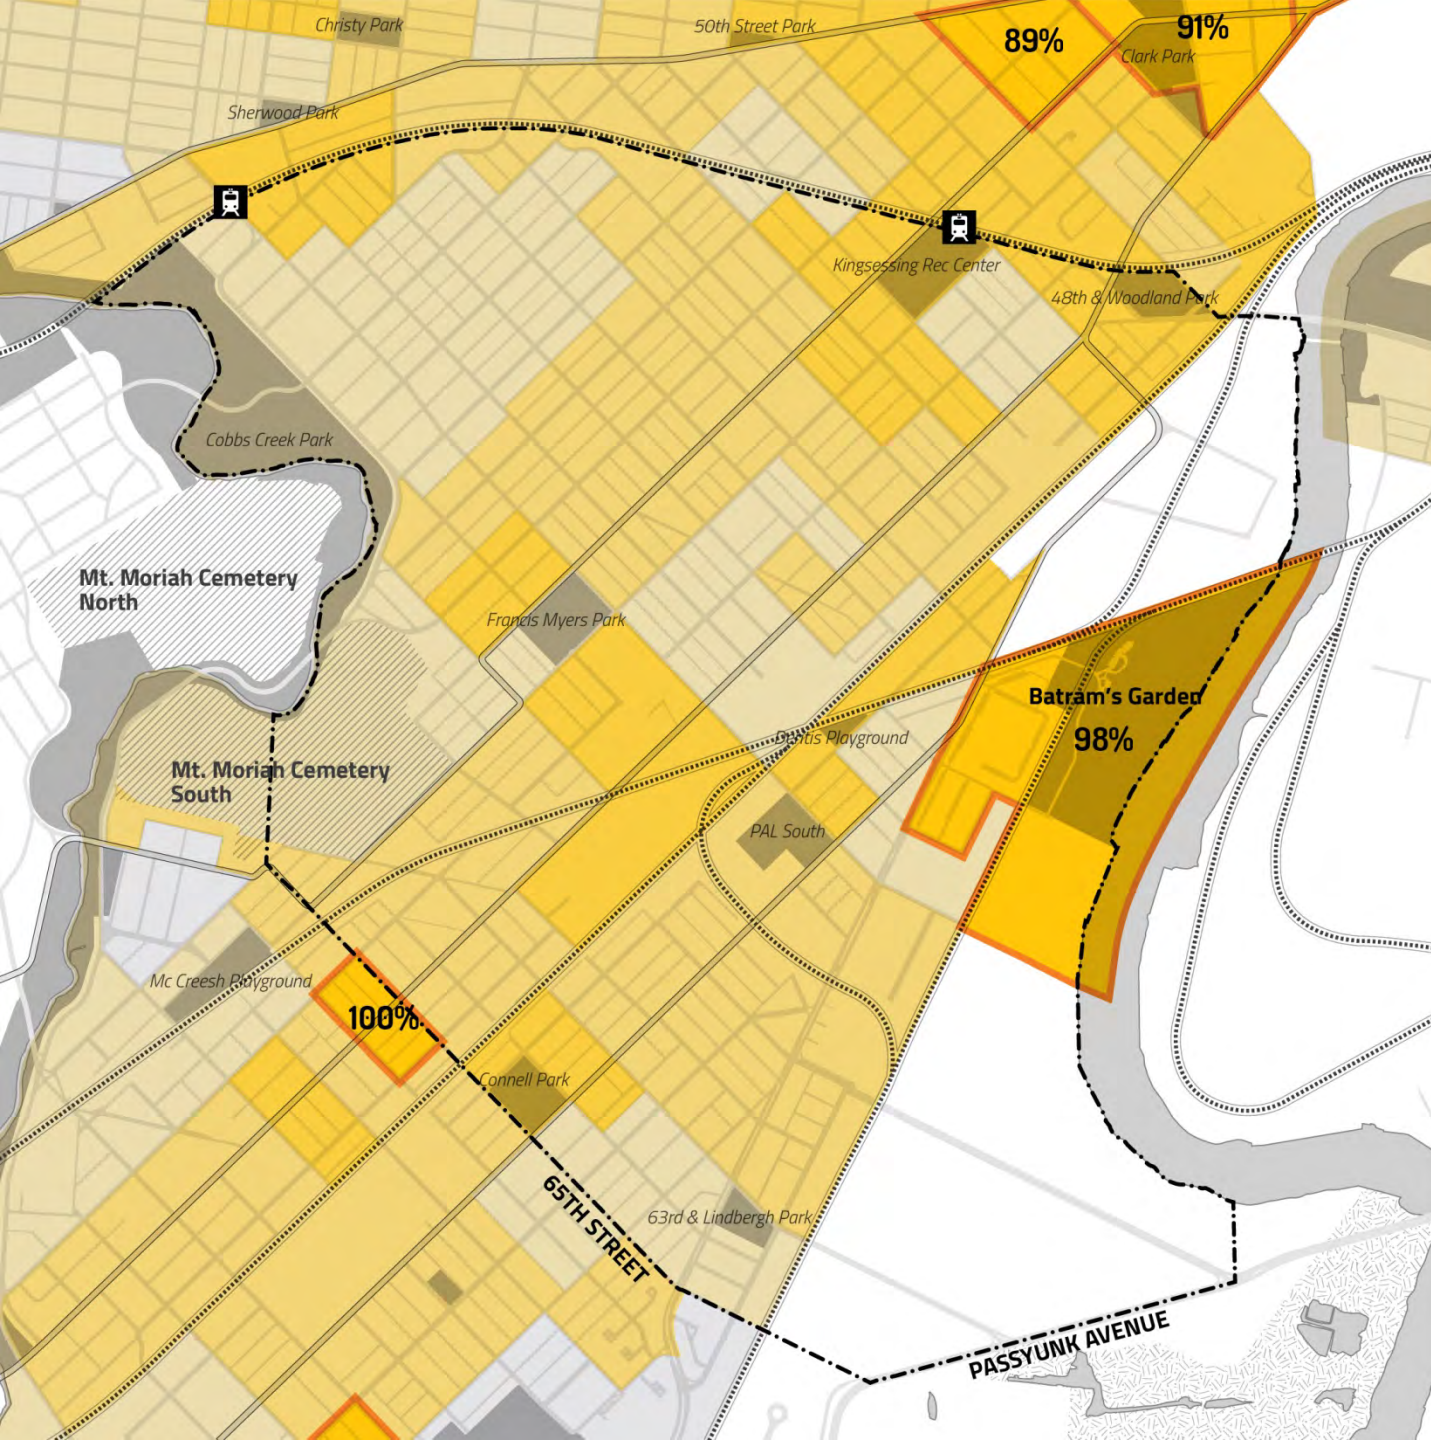 Christy Park
50th Street Park
89%
91%
Clark Park
Sherwood Park
Kingsessing Rec Center
48th & Woodland Park
Cobbs Creek Park
Mt. Moriah Cemetery
North
Francis Myers Park
Batram's Garden
98%
Playground
Mt. Moriah Cemetery
South
PAL South
Mc Creesh Playground
100%
Connell Park
65TH STREET
63rd & Lindbergh Park
PASSYUNK AVENUE